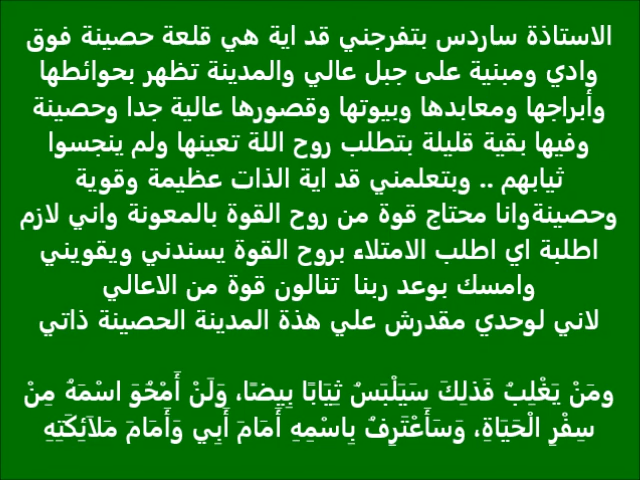 الاستاذة ساردس بتفرجني قد اية هي قلعة حصينة فوق
وادي ومبنية على جبل عالي والمدينة تظهر بحوائطها
وأبراجها ومعابدها وبيوتها وقصورها عالية جدا وحصينة
وفيها بقية قليلة بتطلب روح اللة تعينها ولم ينجسوا
ثيابهم .. وبتعلمني قد اية الذات عظيمة وقوية
وحصينةوانا محتاج قوة من روح القوة بالمعونة واني لازم
اطلبة اي اطلب الامتلاء بروح القوة يسندني ويقويني
وامسك بوعد ربنا تنالون قوة من الاعالي
لاني لوحدي مقدرش علي هذة المدينة الحصينة ذاتي
ومَنْ يَغْلِبُ فَذلِكَ سَيَلْبَسُ ثِيَابًا بِيضًا، وَلَنْ أَمْحُوَ اسْمَهُ مِنْ
سِفْرِ الْحَيَاةِ، وَسَأَعْتَرِفُ بِاسْمِهِ أَمَامَ أَبِي وَأَمَامَ مَلاَئِكَتِهِ